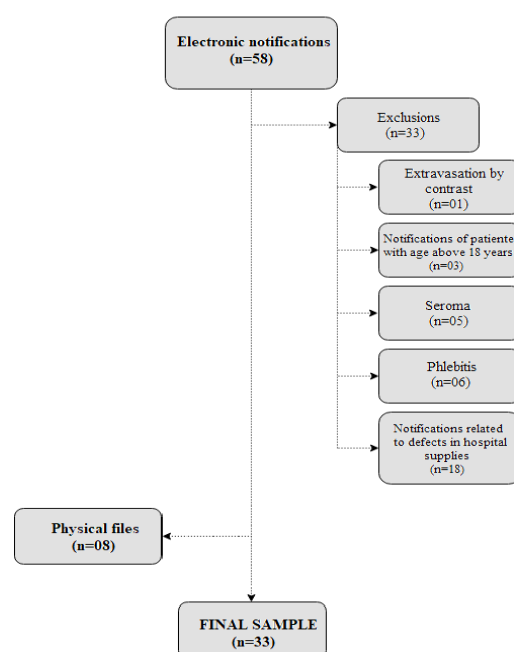 Electronic notifications
(n=58)
Exclusions
(n=33)
Extravasation by
contrast
(n=01)
Notifications of patiente
with age above 18 years
(n=03)
Seroma
(n=05)
Phlebitis
(n=06)
Notifications related
to defects in hospital
supplies
(n=18)
Physical files
(n=08)
FINAL SAMPLE
(n=33)